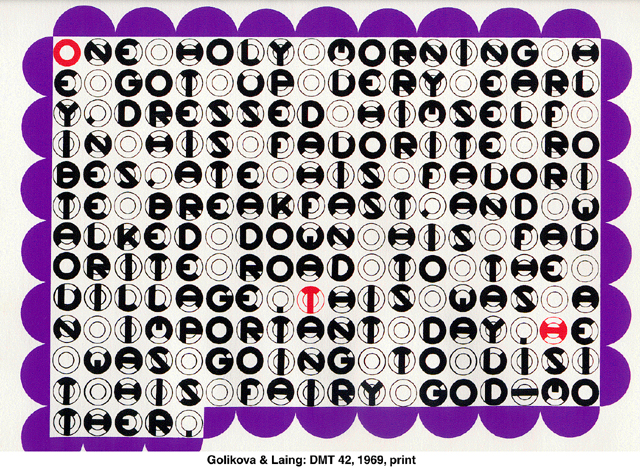 ONE HOLY MORNING H
E GOT UP VERY EARL
Y. DRESSED HIMSELF
IN HIS FAVORITE RO
BES. ATE HIS FAVORI
TE BREAKFAST. AND W
ALKED DOWN HIS FAV
ORITE ROAD TO THE
VILLAGE. THIS WAS A
N IMPORTANT DAY. HE
WAS GOING TO VISI
T HIS FAIRY GOD-MO
THER.
Golikova & Laing: DMT 42, 1969, print